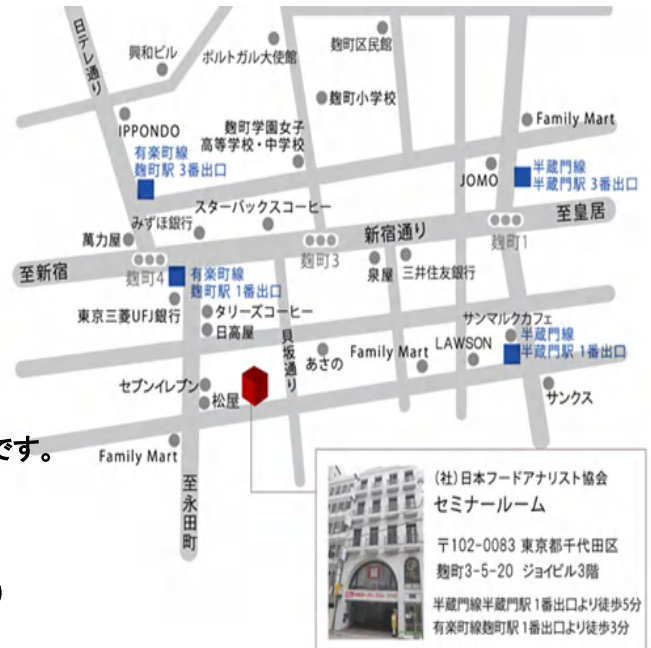 日テレ通り
興和ビル
ポルトガル大使館
麹町区民館
麹町小学校
IPPONDO
麹町学園女子
高等学校・中学校
Family Mart
有楽町線
麹町駅 3番出口
JOMO
半蔵門線
半蔵門駅 3番出口
みずほ銀行
スターバックスコーヒー
萬力屋
新宿通り
麹町1
至皇居
至新宿
麹町4
有楽町線
麹町駅 1番出口
麹町3
泉屋
三井住友銀行
東京三菱UFJ銀行
タリーズコーヒー
日高屋
貝坂通り
あさの
Family Mart
LAWSON
サンマルクカフェ
半蔵門線
半蔵門駅 1番出口
セブンイレブン
松屋
サンクス
です。
Family Mart
至永田町
)
(社)日本フードアナリスト協会
セミナールーム
〒102-0083 東京都千代田区
麹町3-5-20 ジョイビル3階
半蔵門線半蔵門駅 1番出口より徒歩5分
有楽町線麹町駅 1番出口より徒歩3分